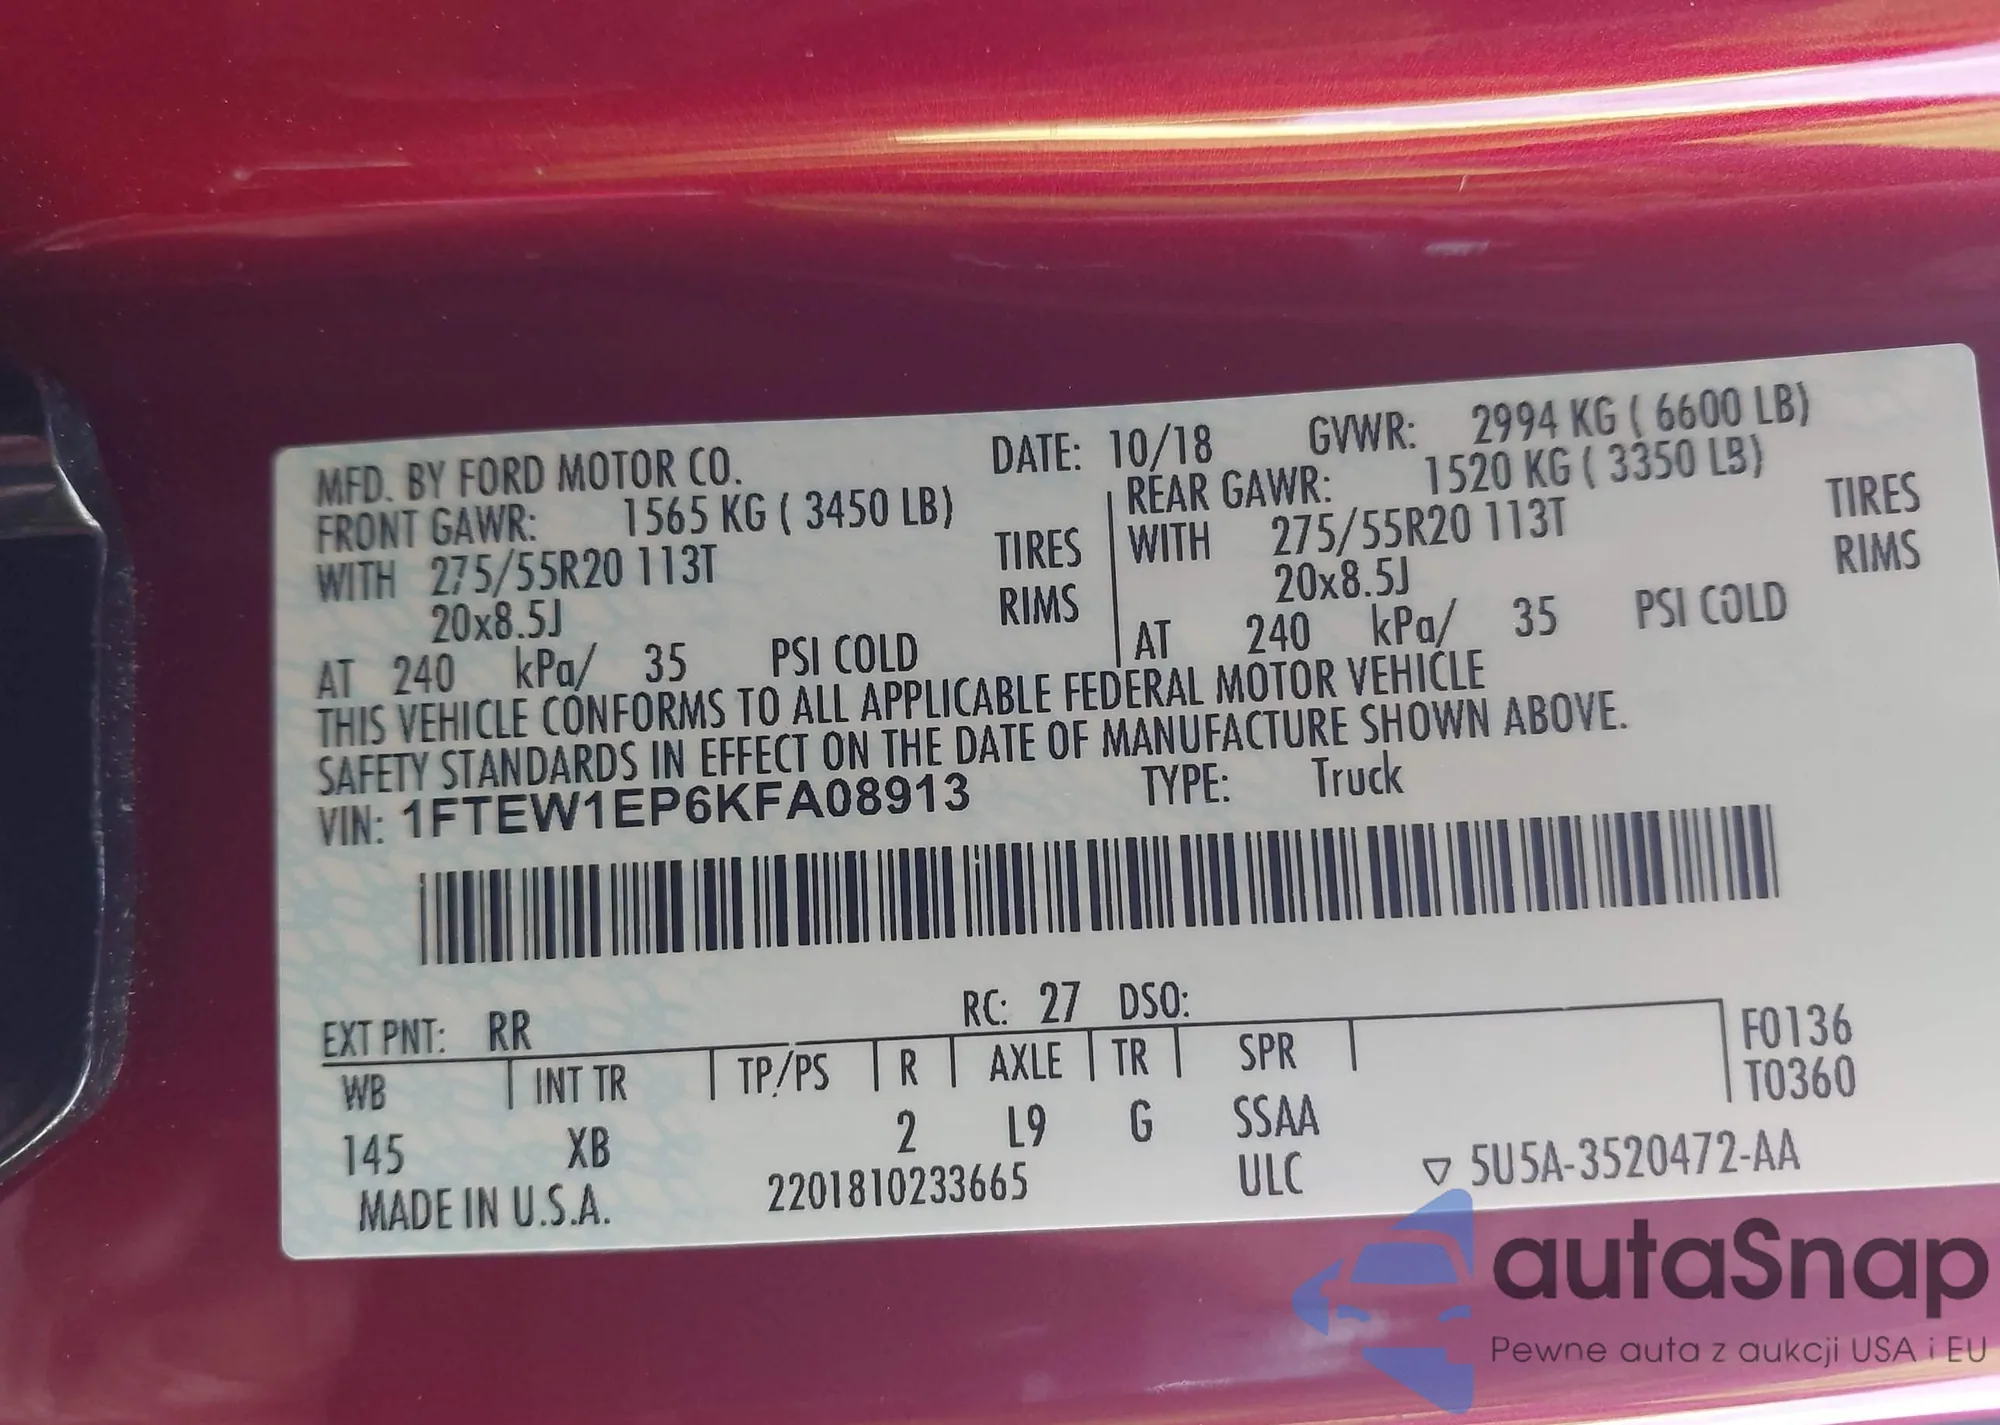 MFD. BY FORD MOTOR CO. DATE: 10/18 GVWR: 2994 KG ( 6600 LB)
FRONT GAWR: 1565 KG ( 3450 LB) REAR GAWR: 1520 KG ( 3350 LB)
WITH 275/55R20 113T TIRES WITH 275/55R20 113T TIRES
20x8.5J RIMS 20x8.5J RIMS
AT 240 kPa/ 35 PSI COLD AT 240 kPa/ 35 PSI COLD
THIS VEHICLE CONFORMS TO ALL APPLICABLE FEDERAL MOTOR VEHICLE
SAFETY STANDARDS IN EFFECT ON THE DATE OF MANUFACTURE SHOWN ABOVE.
VIN: 1FTEW1EP6KFA08913 TYPE: Truck
EXT PNT: RR RC: 27 DSO:
WB INT TR TP/PS R AXLE TR SPR F0136
T0360
145 XB 2 L9 G SSAA
MADE IN U.S.A. 2201810233665 ULC ▽ 5U5A-3520472-AA
autaSnap
Pewne auta z aukcji USA i EU